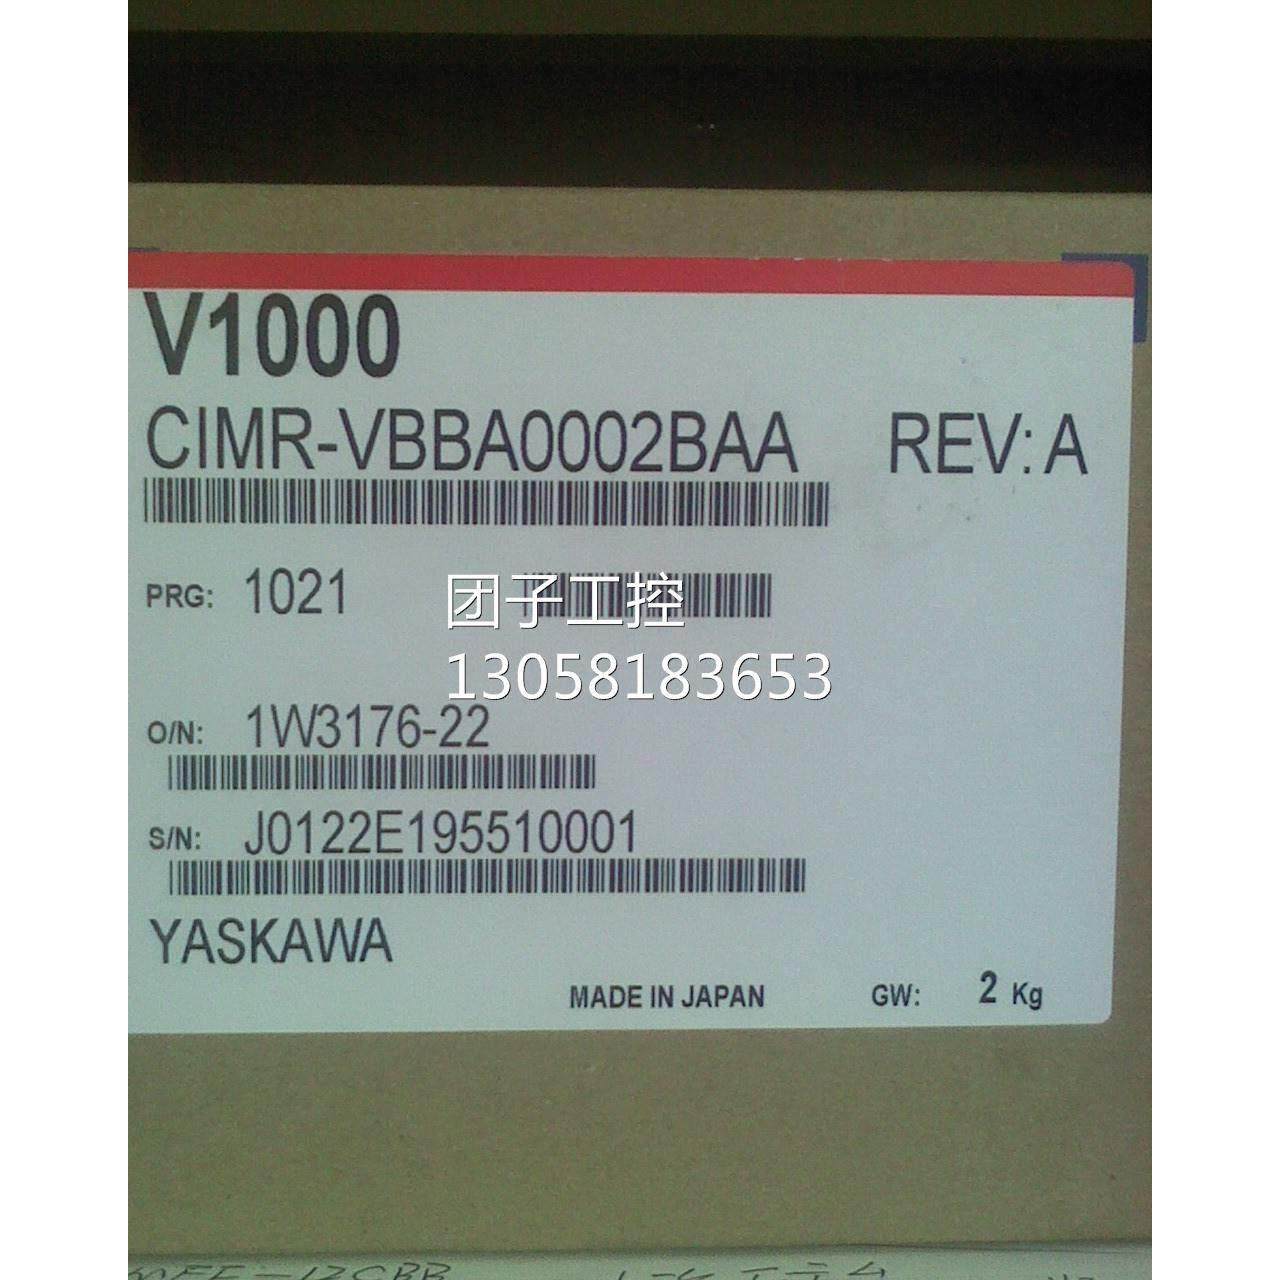 V1000
CIMR-VBBA0002BAA REV: A
PRG: 1021
团子工控
13058183653
O/N: 1W3176-22
S/N: J0122E195510001
YASKAWA
MADE IN JAPAN GW: 2 Kg